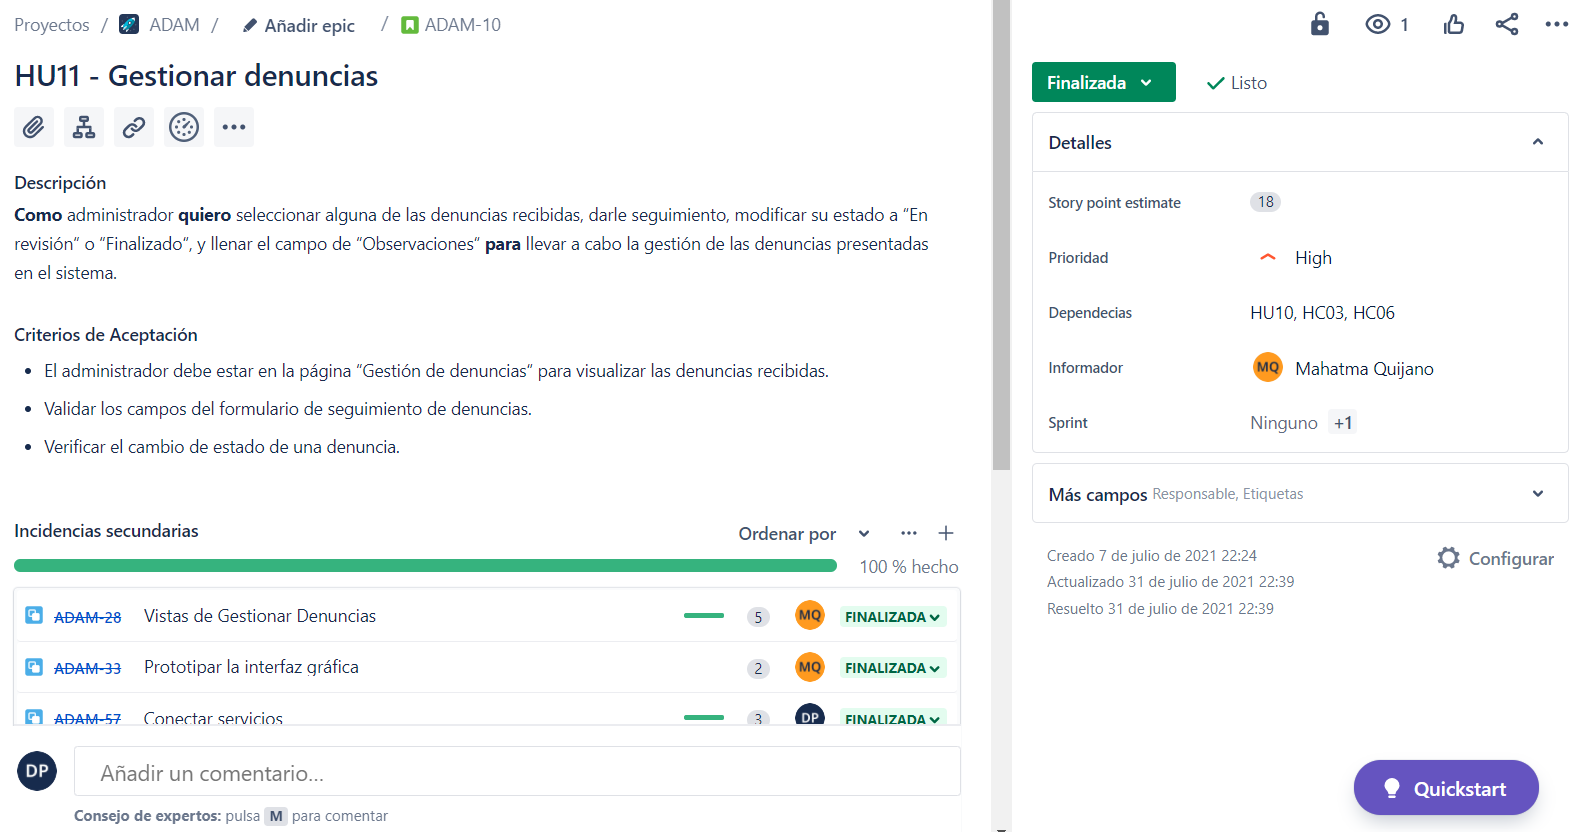 Proyectos / ADAM / Añadir epic / ADAM-10
HU11 - Gestionar denuncias
Descripción
Como administrador quiero seleccionar alguna de las denuncias recibidas, darle seguimiento, modificar su estado a “En
revisión“ o “Finalizado“, y llenar el campo de “Observaciones“ para llevar a cabo la gestión de las denuncias presentadas
en el sistema.
Criterios de Aceptación
• El administrador debe estar en la página “Gestión de denuncias“ para visualizar las denuncias recibidas.
• Validar los campos del formulario de seguimiento de denuncias.
• Verificar el cambio de estado de una denuncia.
Incidencias secundarias
Ordenar por
100 % hecho
ADAM-28 Vistas de Gestionar Denuncias 5 MQ FINALIZADA
ADAM-33 Prototipar la interfaz gráfica 2 MQ FINALIZADA
ADAM-57 Conectar servicios 3 DP FINALIZADA
DP Añadir un comentario...
Consejo de expertos: pulsa M para comentar
1
Finalizada
Listo
Detalles
Story point estimate 18
Prioridad High
Dependecias HU10, HC03, HC06
Informador MQ Mahatma Quijano
Sprint Ninguno +1
Más campos Responsable, Etiquetas
Creado 7 de julio de 2021 22:24
Configurar
Actualizado 31 de julio de 2021 22:39
Resuelto 31 de julio de 2021 22:39
Quickstart